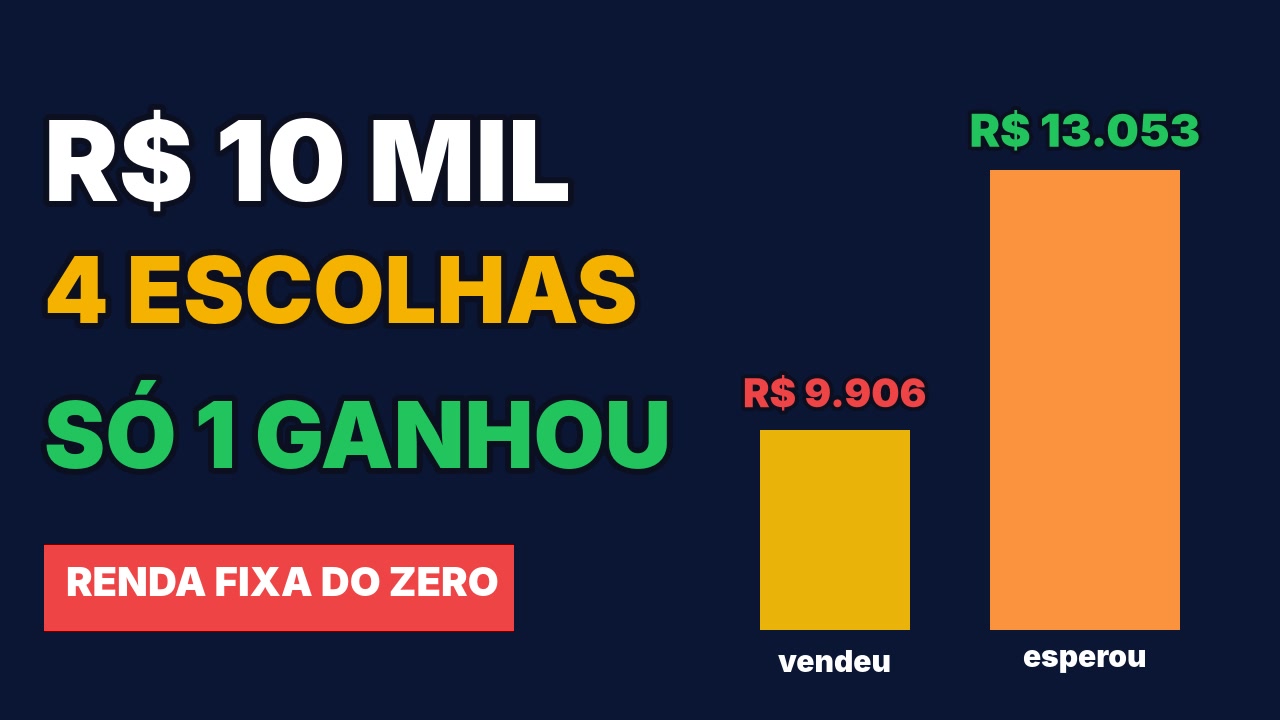 R$ 10 MIL
4 ESCOLHAS
SÓ 1 GANHOU
RENDA FIXA DO ZERO
R$ 13.053
R$ 9.906
vendeu
esperou